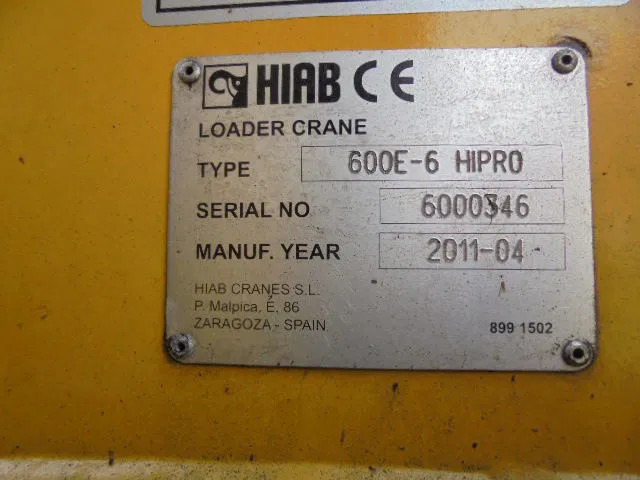 HIAB CE
LOADER CRANE
TYPE 600E-6 HIPRO
SERIAL NO 6000346
MANUF. YEAR 2011-04
HIAB CRANES S.L.
P. Malpica, E, 86
ZARAGOZA - SPAIN 899 1502